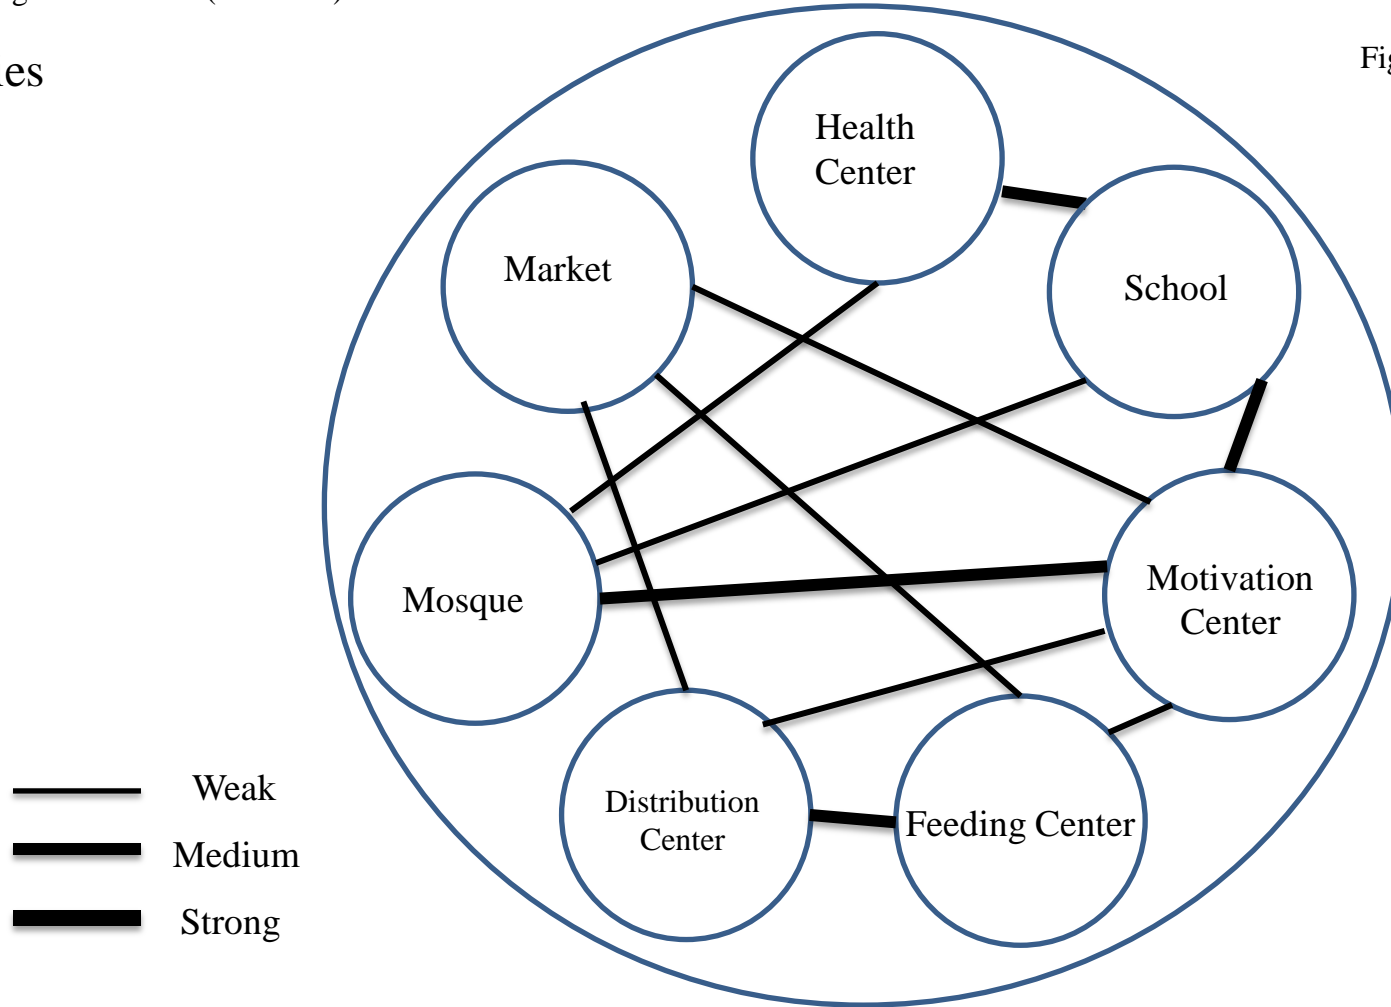 Health
Center
Market
School
Mosque
Motivation
Center
Distribution
Center
Feeding Center
Weak
Medium
Strong